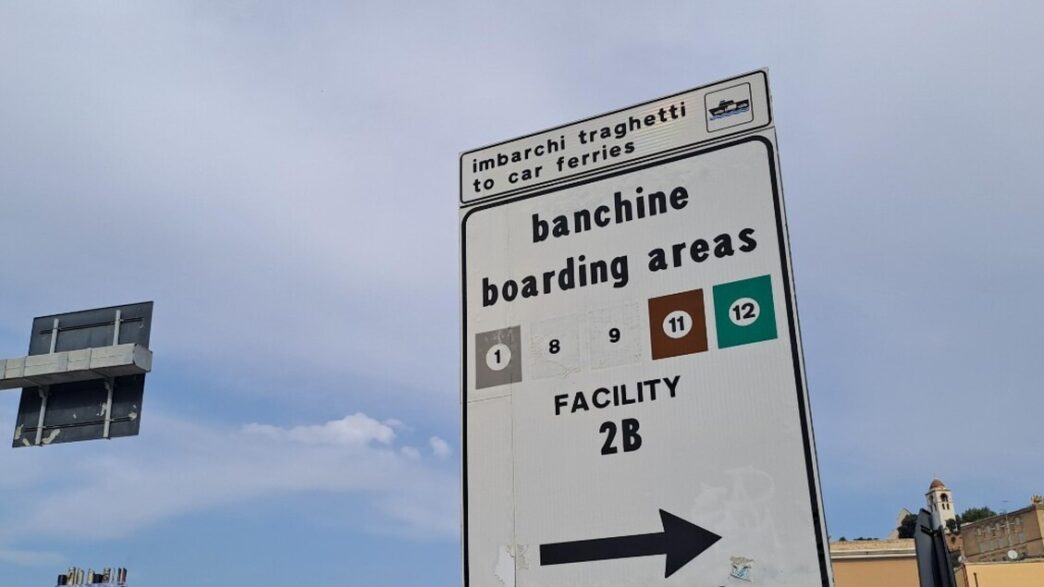 imbarchi traghetti
to car ferries
banchine
boarding areas
1 8 9 11 12
FACILITY
2B